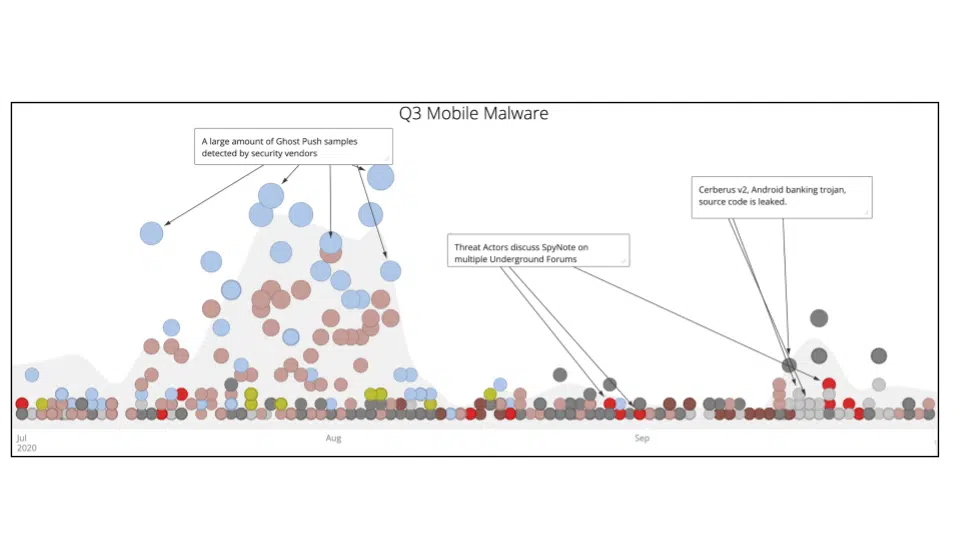 Q3 Mobile Malware
A large amount of Ghost Push samples
detected by security vendors
Cerberus v2, Android banking trojan,
source code is leaked.
Threat Actors discuss SpyNote on
multiple Underground Forums
Jul
2020
Aug
Sep